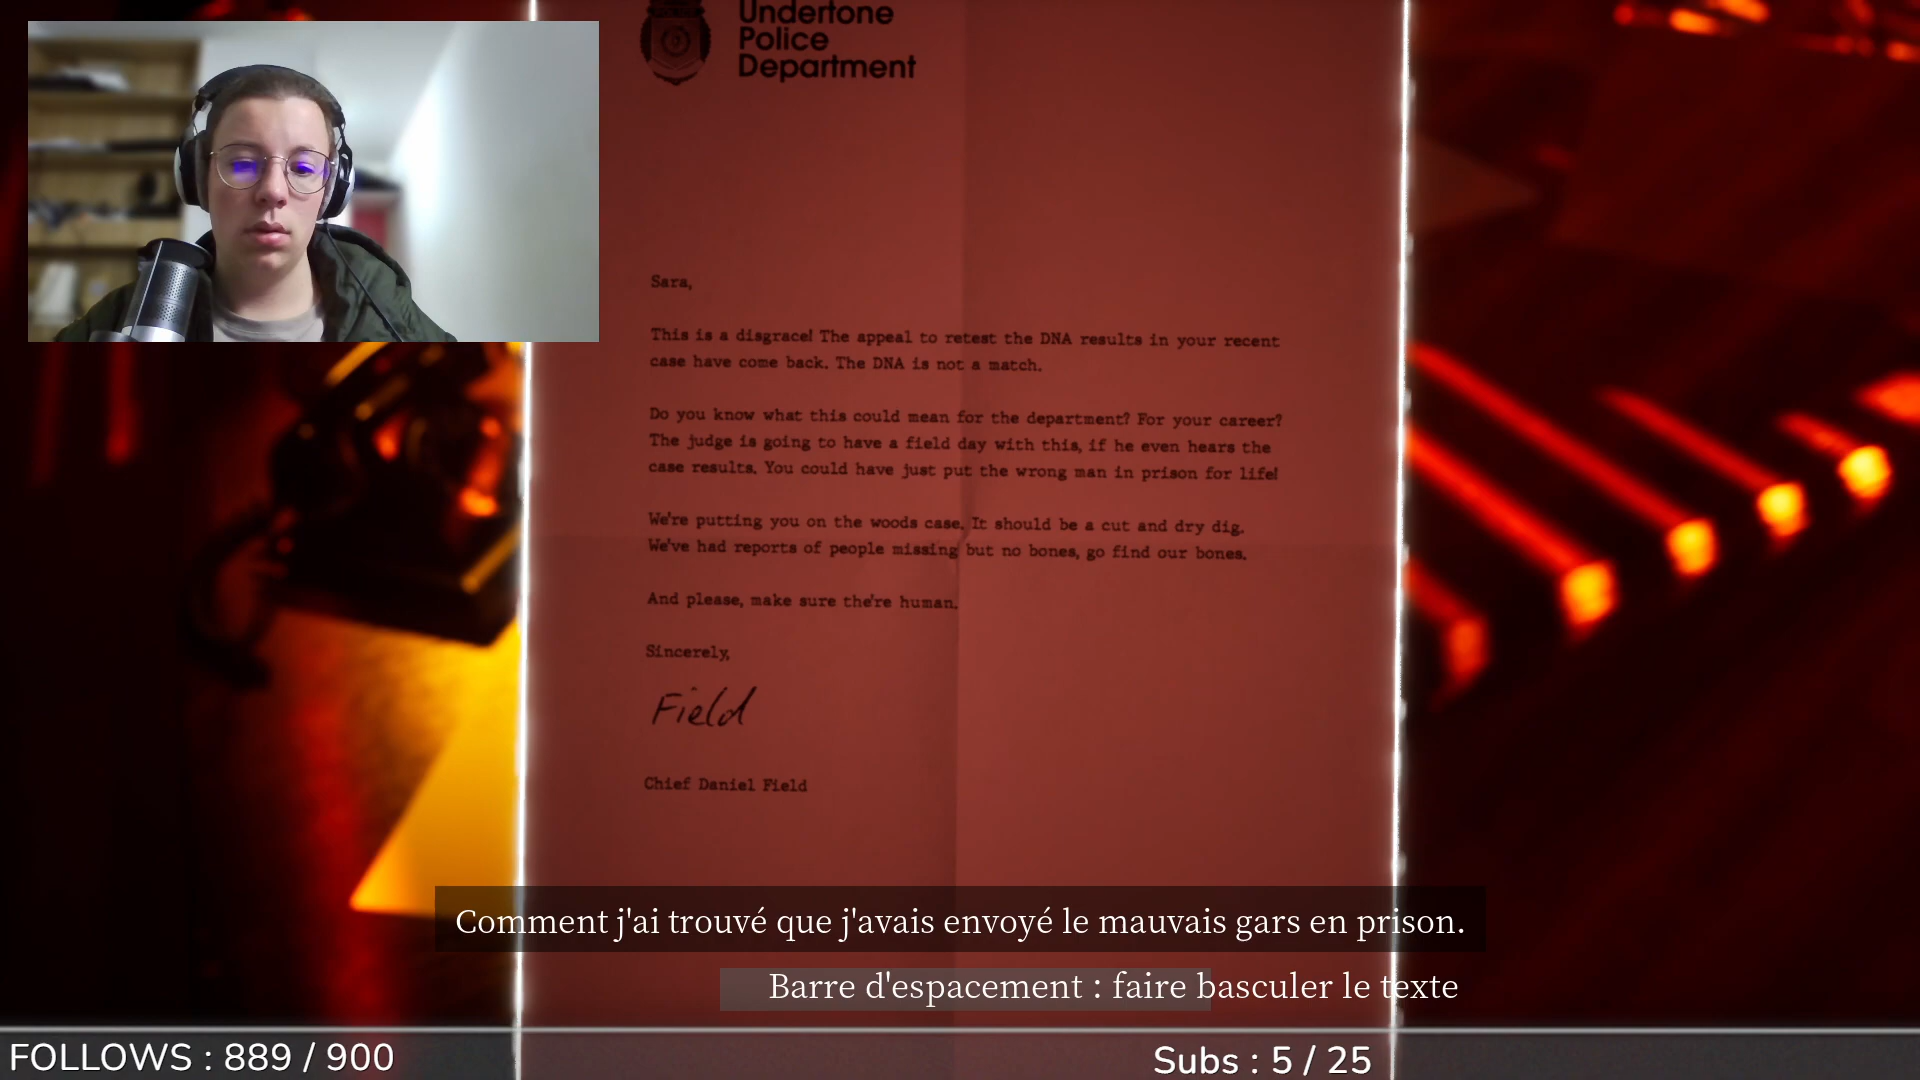 Undertone
Police
Department
Sara,
This is a disgrace! The appeal to retest the DNA results in your recent
case have come back. The DNA is not a match.
Do you know what this could mean for the department? For your career?
The judge is going to have a field day with this, if he even hears the
case results. You could have just put the wrong man in prison for life!
We're putting you on the woods case. It should be a cut and dry dig.
We've had reports of people missing but no bones, go find our bones.
And please, make sure the're human.
Sincerely,
Field
Chief Daniel Field
Comment j'ai trouvé que j'avais envoyé le mauvais gars en prison.
Barre d'espacement : faire basculer le texte
FOLLOWS : 889 / 900
Subs : 5 / 25